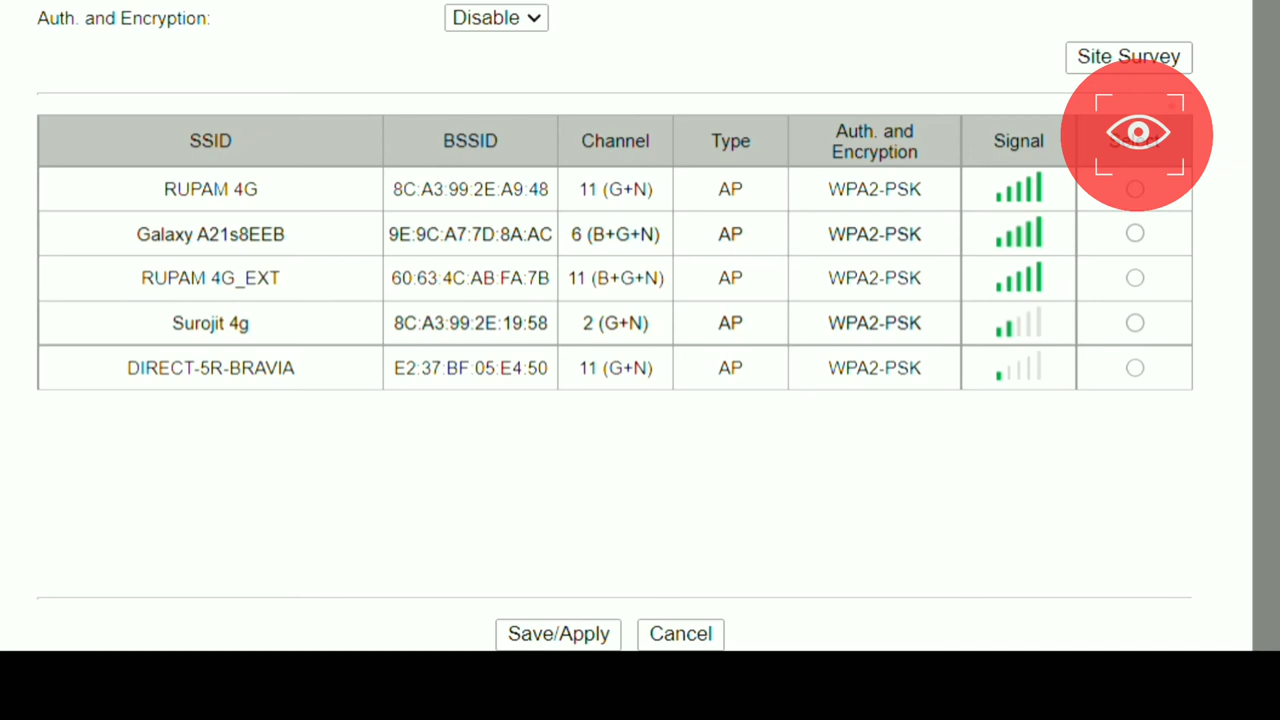 Auth. and Encryption: Disable
Site Survey
SSID BSSID Channel Type Auth. and Encryption Signal Select
RUPAM 4G 8C:A3:99:2E:A9:48 11 (G+N) AP WPA2-PSK
Galaxy A21s8EEB 9E:9C:A7:7D:8A:AC 6 (B+G+N) AP WPA2-PSK
RUPAM 4G_EXT 60:63:4C:AB:FA:7B 11 (B+G+N) AP WPA2-PSK
Surojit 4g 8C:A3:99:2E:19:58 2 (G+N) AP WPA2-PSK
DIRECT-5R-BRAVIA E2:37:BF:05:E4:50 11 (G+N) AP WPA2-PSK
Save/Apply Cancel